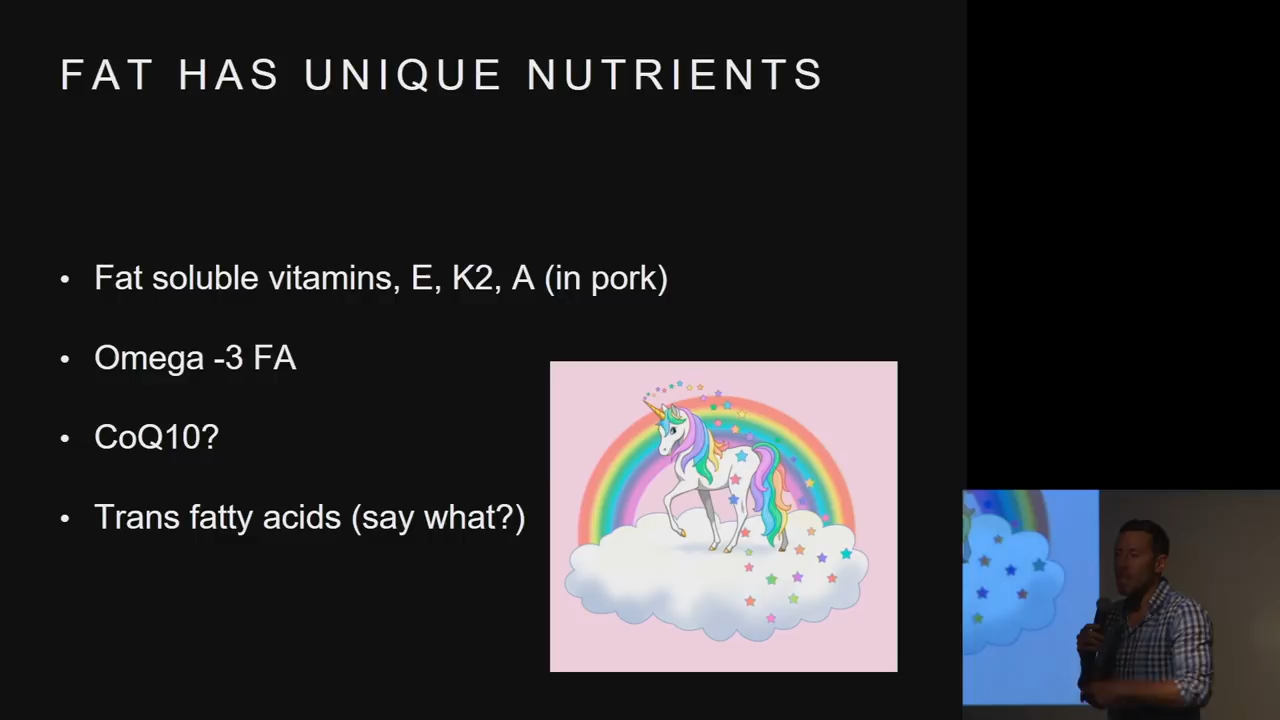 FAT HAS UNIQUE NUTRIENTS
• Fat soluble vitamins, E, K2, A (in pork)
• Omega -3 FA
• CoQ10?
• Trans fatty acids (say what?)